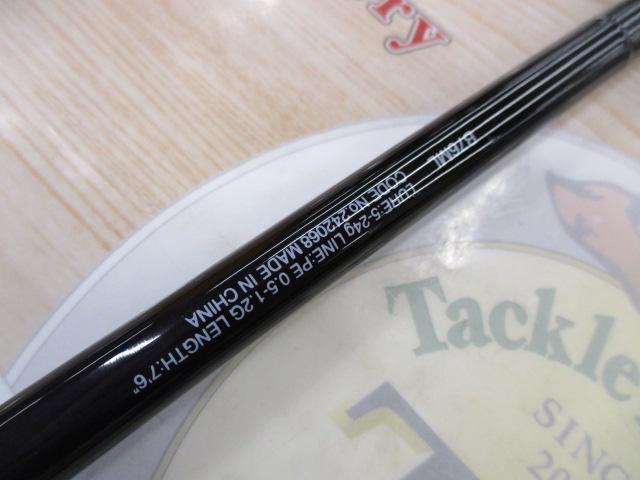 B76ML
LURE:5-24g LINE:PE 0.5-1.2G LENGTH:7'6"
CODE No.242068 MADE IN CHINA
ory
Tackle
SINC
20